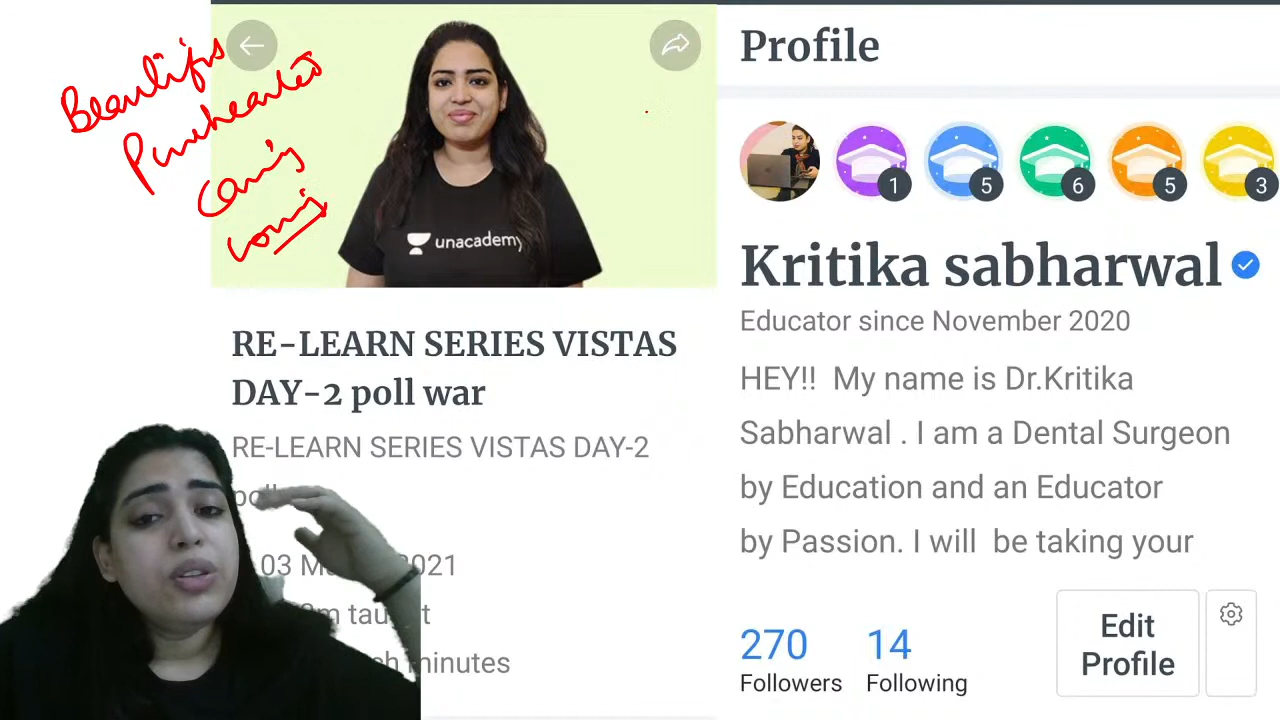 Beautiful
Purehearted
Caring
loving
unacademy
RE-LEARN SERIES VISTAS
DAY-2 poll war
RE-LEARN SERIES VISTAS DAY-2
03 2021
taught
minutes
Profile
1
5
6
5
3
Kritika sabharwal
Educator since November 2020
HEY!! My name is Dr.Kritika
Sabharwal . I am a Dental Surgeon
by Education and an Educator
by Passion. I will be taking your
270
Followers
14
Following
Edit
Profile